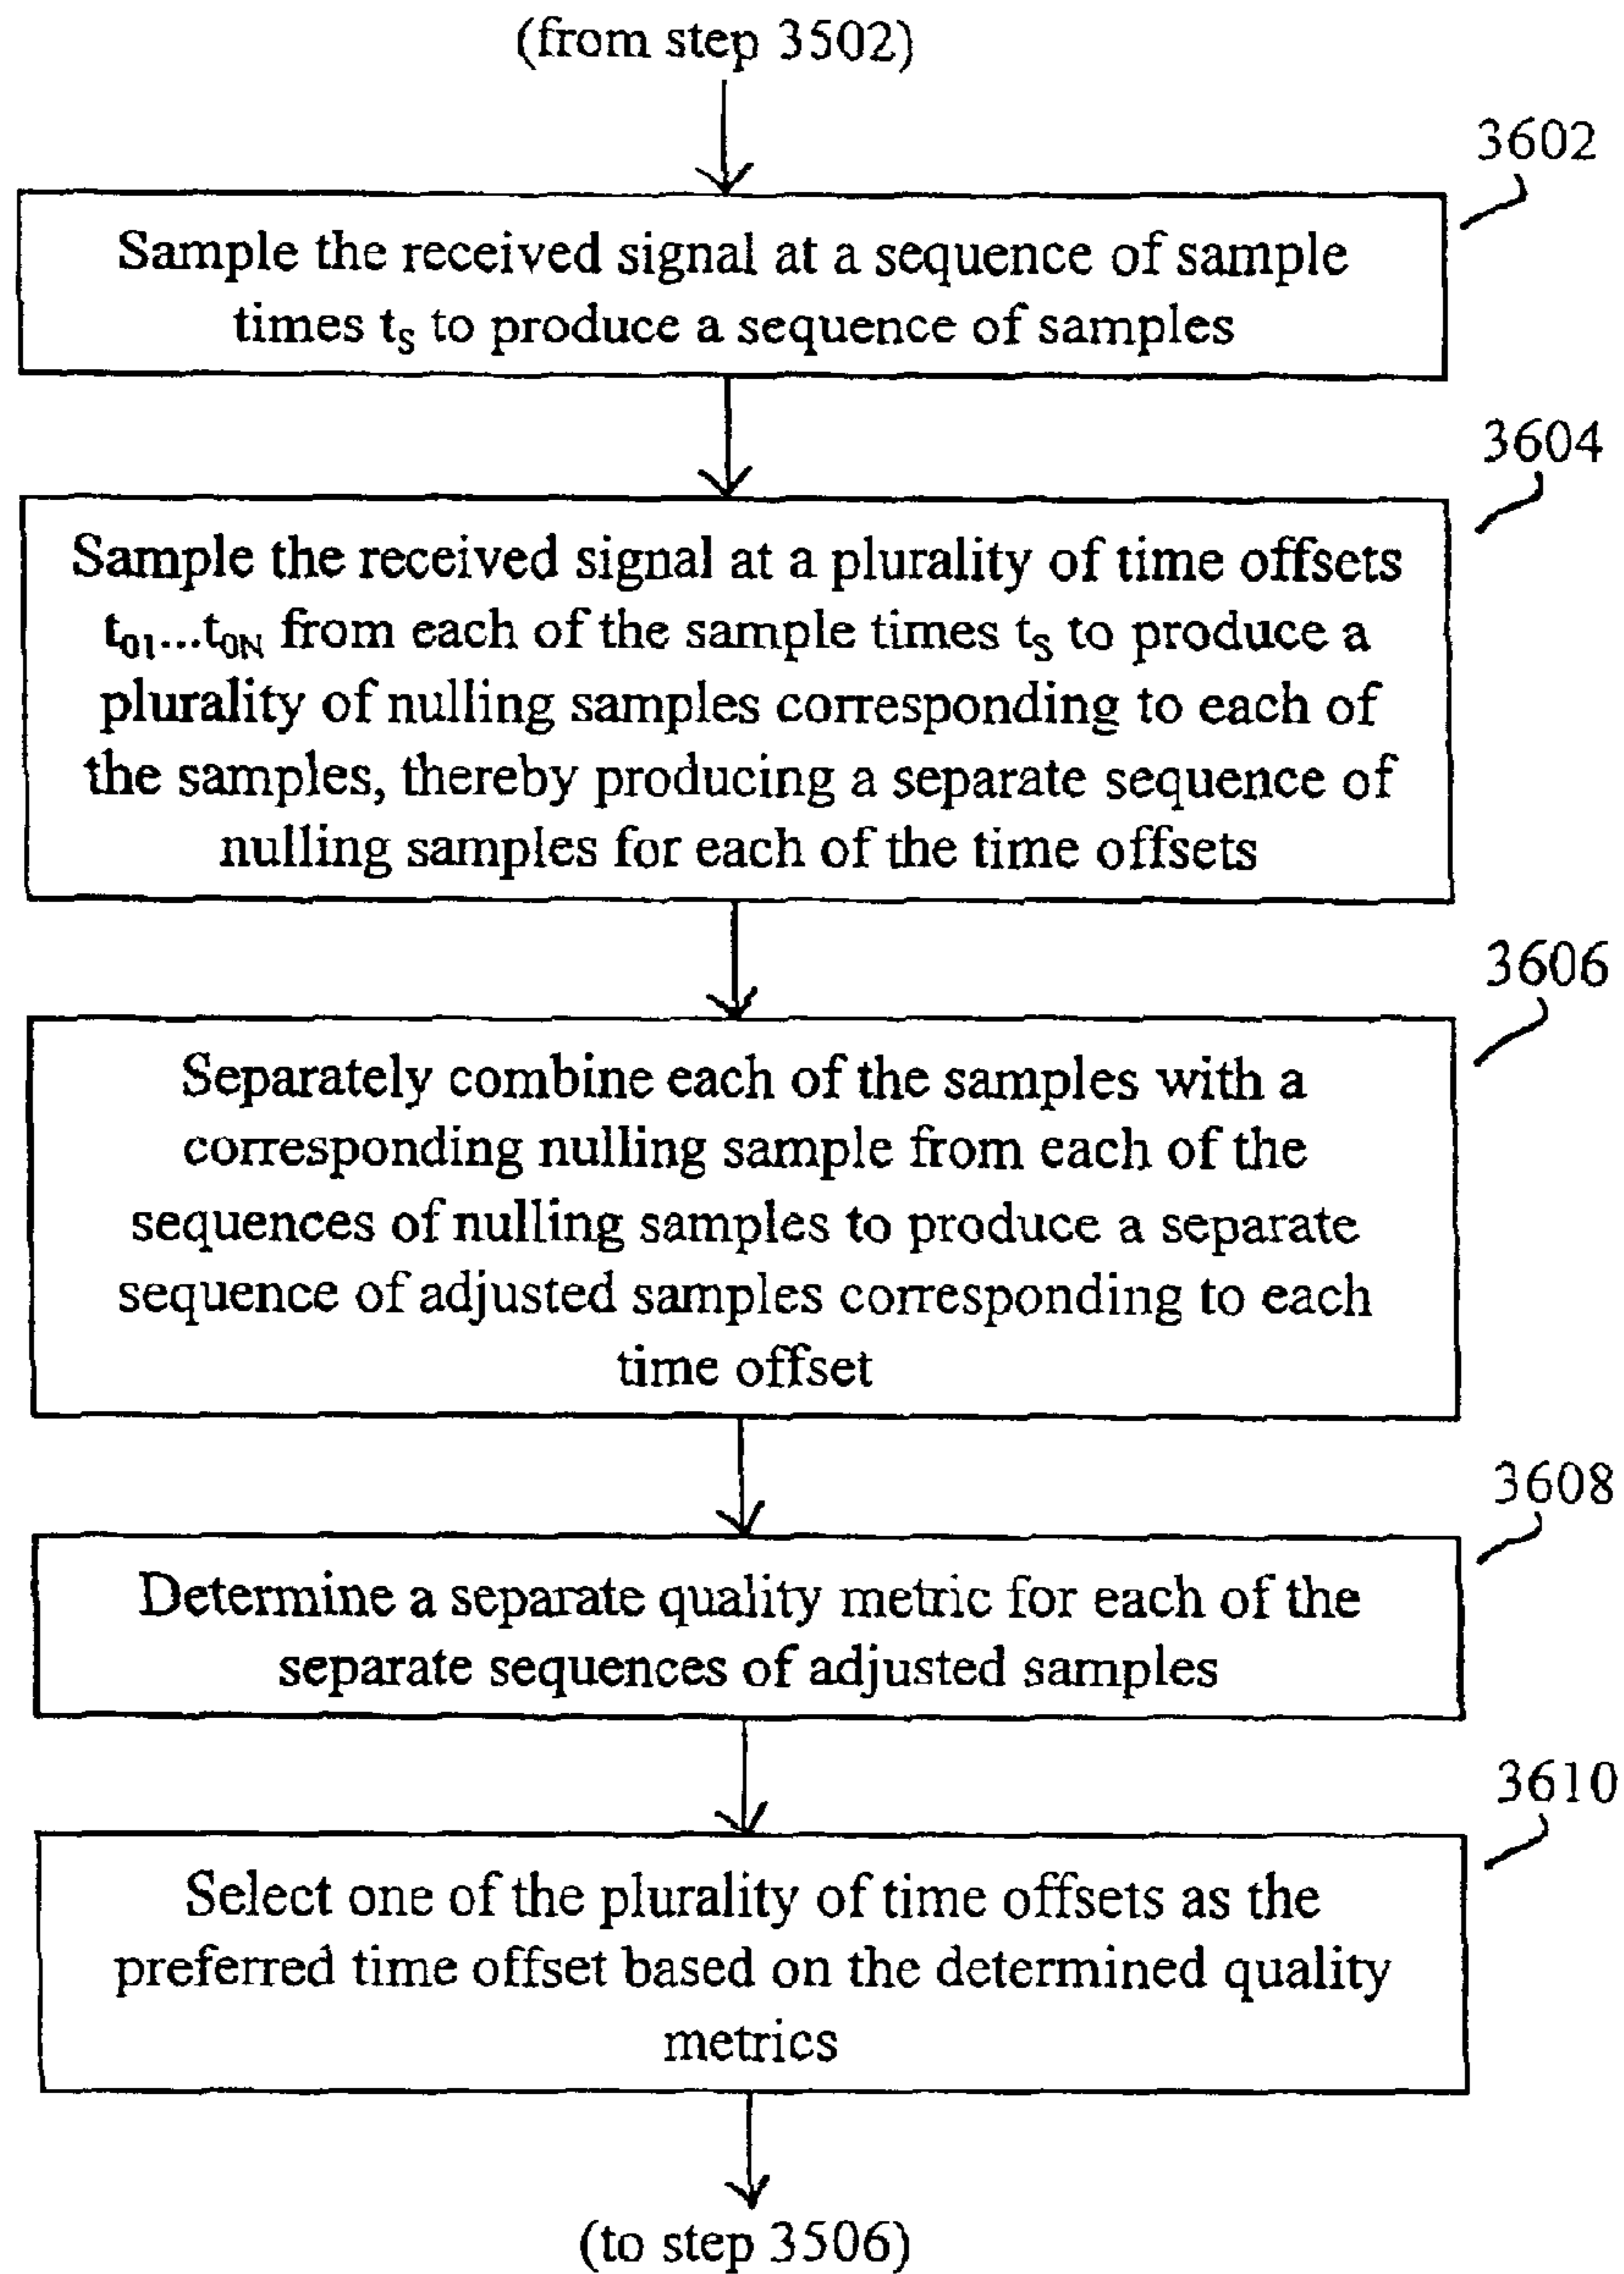 (from step 3502)
3602
Sample the received signal at a sequence of sample
times tS to produce a sequence of samples
3604
Sample the received signal at a plurality of time offsets
t01...t0N from each of the sample times tS to produce a
plurality of nulling samples corresponding to each of
the samples, thereby producing a separate sequence of
nulling samples for each of the time offsets
3606
Separately combine each of the samples with a
corresponding nulling sample from each of the
sequences of nulling samples to produce a separate
sequence of adjusted samples corresponding to each
time offset
3608
Determine a separate quality metric for each of the
separate sequences of adjusted samples
3610
Select one of the plurality of time offsets as the
preferred time offset based on the determined quality
metrics
(to step 3506)